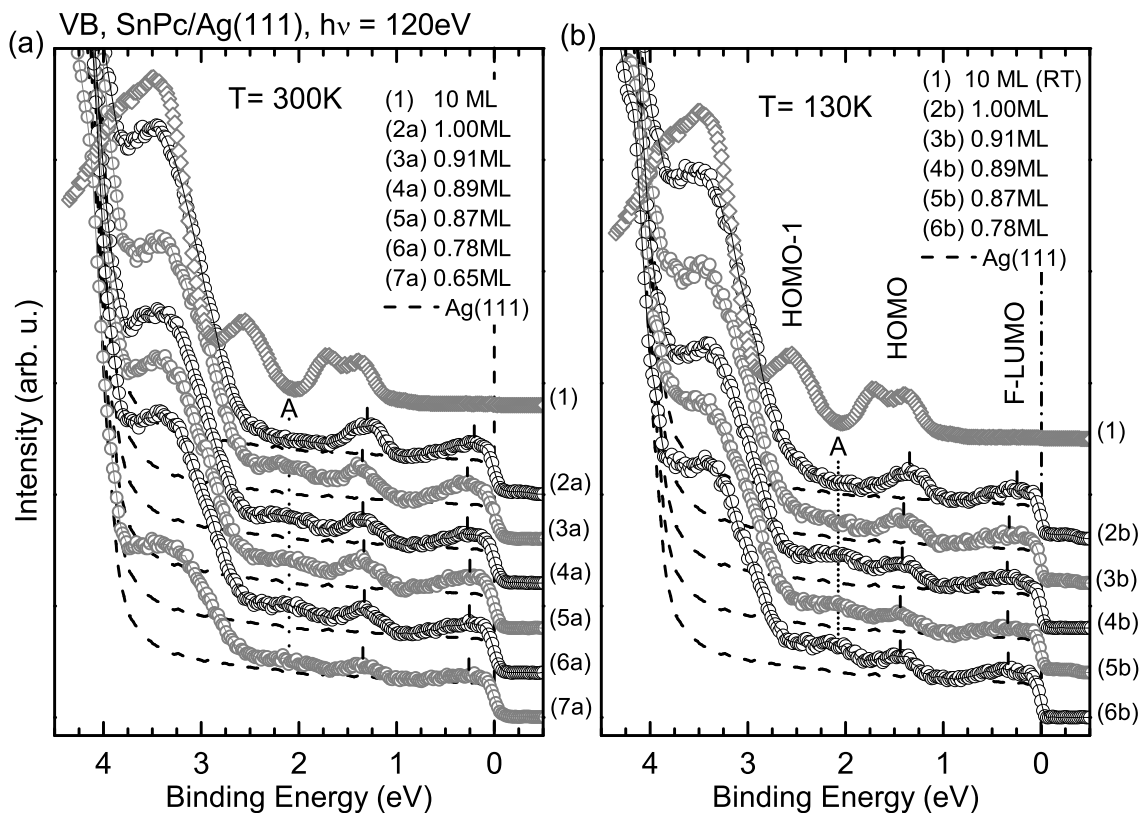 VB, SnPc/Ag(111), hν = 120eV
(a)
T= 300K
(1) 10 ML
(2a) 1.00ML
(3a) 0.91ML
(4a) 0.89ML
(5a) 0.87ML
(6a) 0.78ML
(7a) 0.65ML
Ag(111)
A
(1)
(2a)
(3a)
(4a)
(5a)
(6a)
(7a)
Intensity (arb. u.)
4 3 2 1 0
Binding Energy (eV)
(b)
T= 130K
(1) 10 ML (RT)
(2b) 1.00ML
(3b) 0.91ML
(4b) 0.89ML
(5b) 0.87ML
(6b) 0.78ML
Ag(111)
HOMO-1
HOMO
F-LUMO
A
(1)
(2b)
(3b)
(4b)
(5b)
(6b)
4 3 2 1 0
Binding Energy (eV)